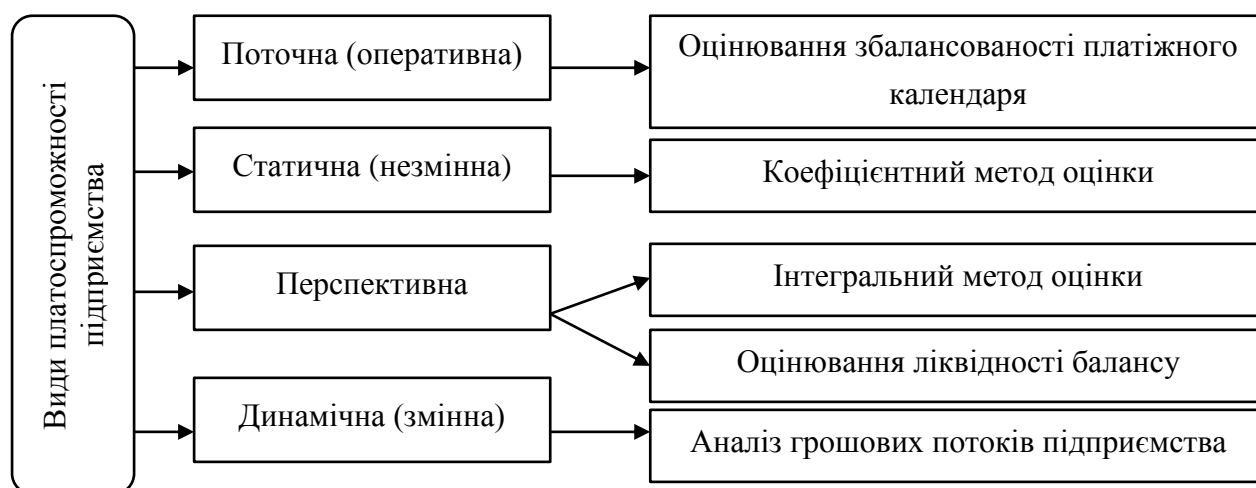 Види платоспроможності
підприємства
Поточна (оперативна)
Оцінювання збалансованості платіжного
календаря
Статична (незмінна)
Коефіцієнтний метод оцінки
Перспективна
Інтегральний метод оцінки
Оцінювання ліквідності балансу
Динамічна (змінна)
Аналіз грошових потоків підприємства